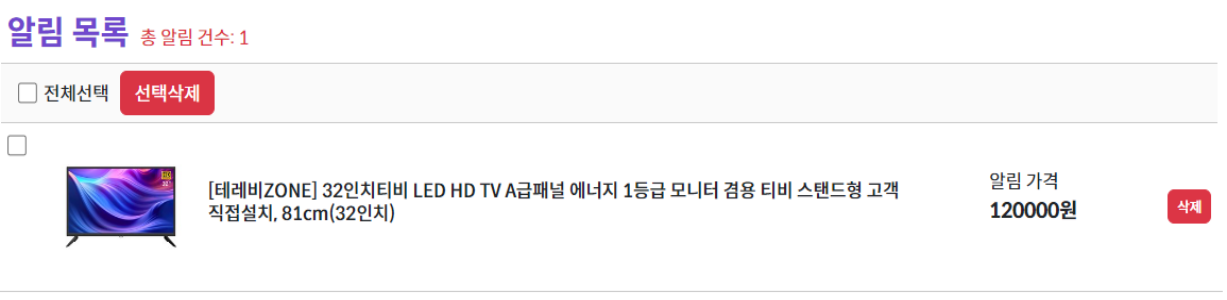 알림 목록 총 알림 건수: 1
전체선택 선택삭제
[테레비ZONE] 32인치티비 LED HD TV A급패널 에너지 1등급 모니터 겸용 티비 스탠드형 고객
직접설치, 81cm(32인치)
알림 가격
120000원
삭제